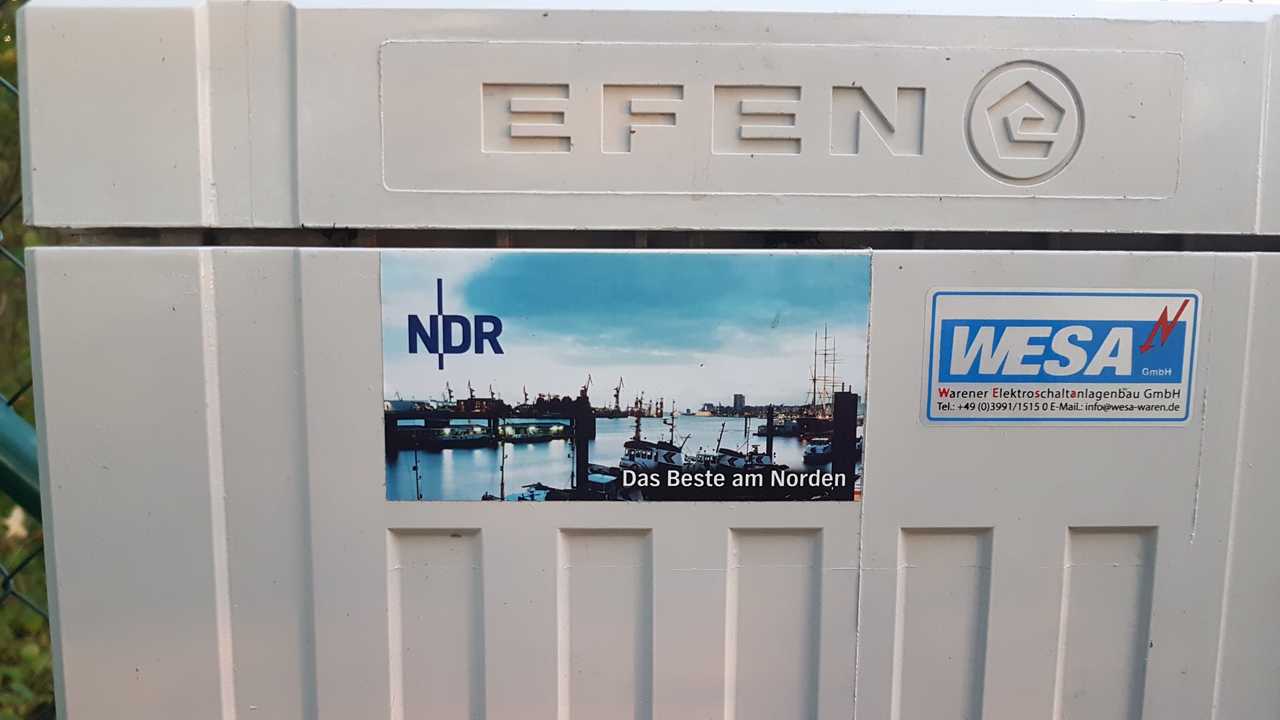 EFEN
NDR
Das Beste am Norden
WESA
GmbH
Warener Elektroschaltanlagenbau GmbH
Tel.: +49 (0)3991/1515 0 E-Mail.: info@wesa-waren.de